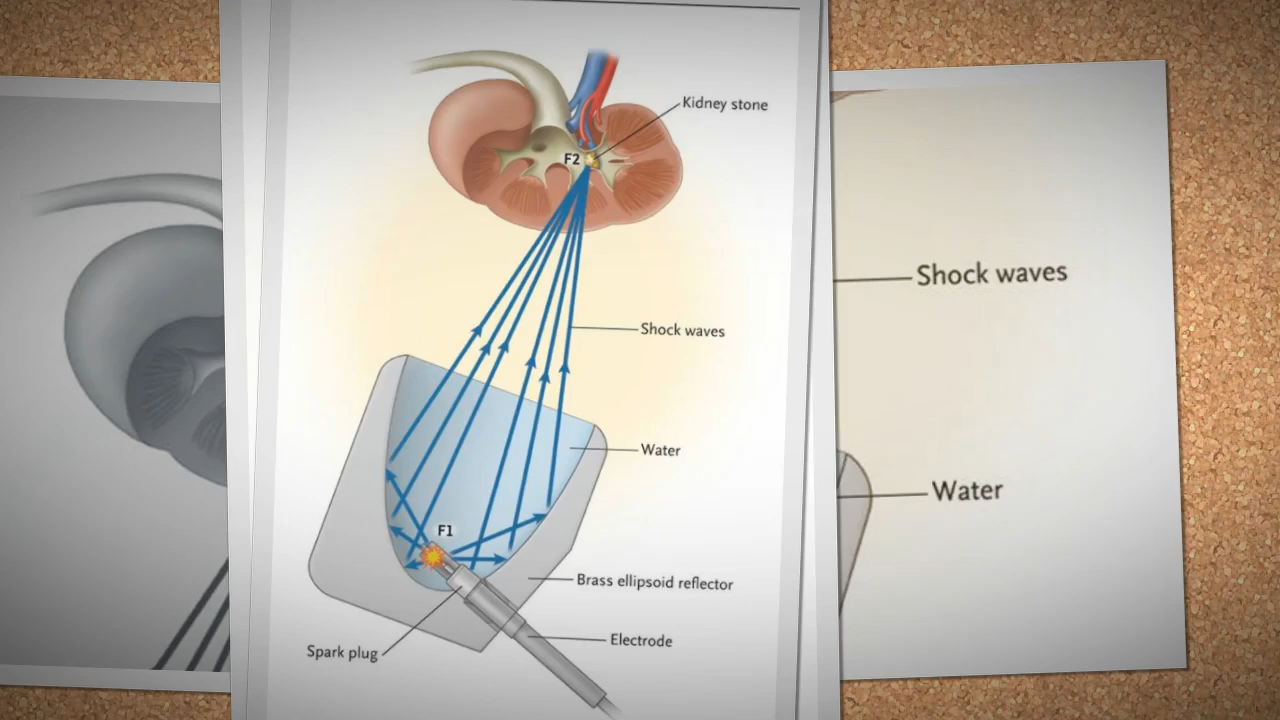 Kidney stone
F2
Shock waves
Water
F1
Brass ellipsoid reflector
Electrode
Spark plug
Shock waves
Water